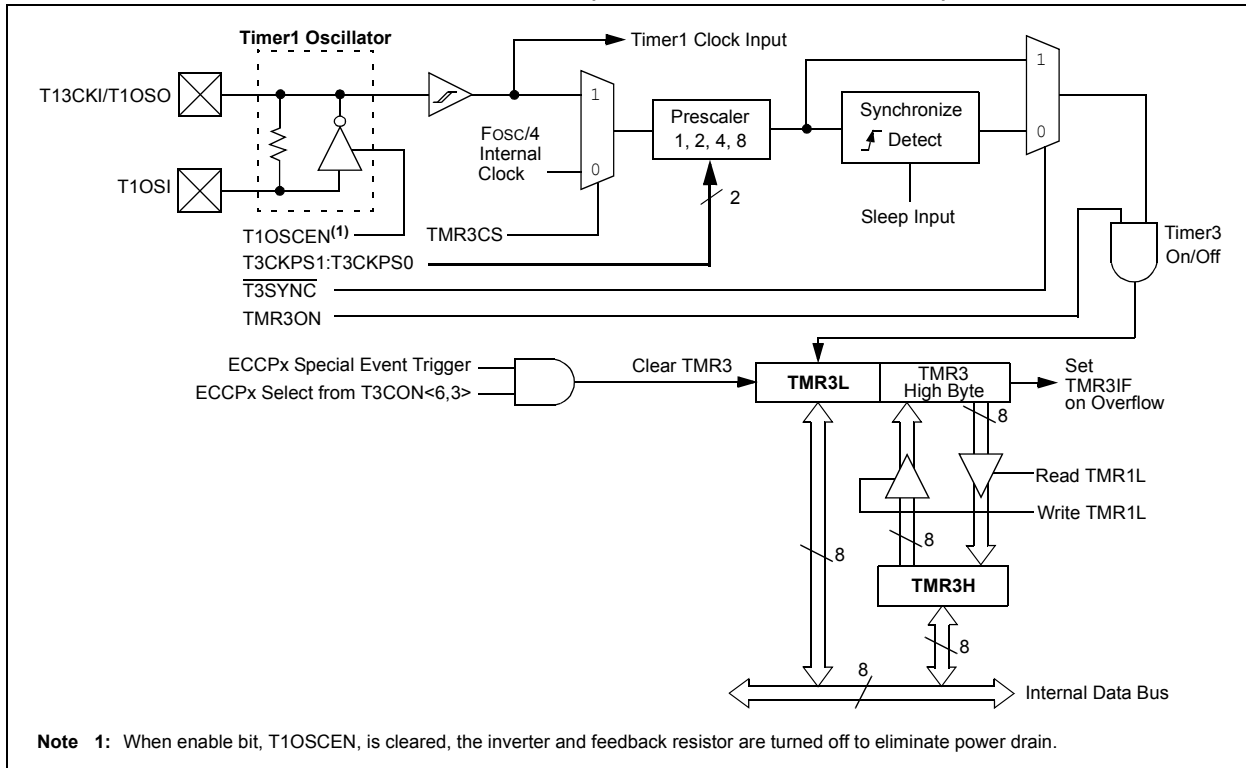 Timer1 Oscillator
Timer1 Clock Input
T13CKI/T1OSO
1
1
FOSC/4
Internal
Clock
0
Prescaler
1, 2, 4, 8
Synchronize
Detect
0
T1OSI
2
Sleep Input
T1OSCEN(1)
TMR3CS
Timer3
On/Off
T3CKPS1:T3CKPS0
T3SYNC
TMR3ON
ECCPx Special Event Trigger
ECCPx Select from T3CON<6,3>
Clear TMR3
TMR3L
TMR3
High Byte
Set
TMR3IF
on Overflow
8
Read TMR1L
Write TMR1L
8
8
TMR3H
8
8
Internal Data Bus
Note 1: When enable bit, T1OSCEN, is cleared, the inverter and feedback resistor are turned off to eliminate power drain.